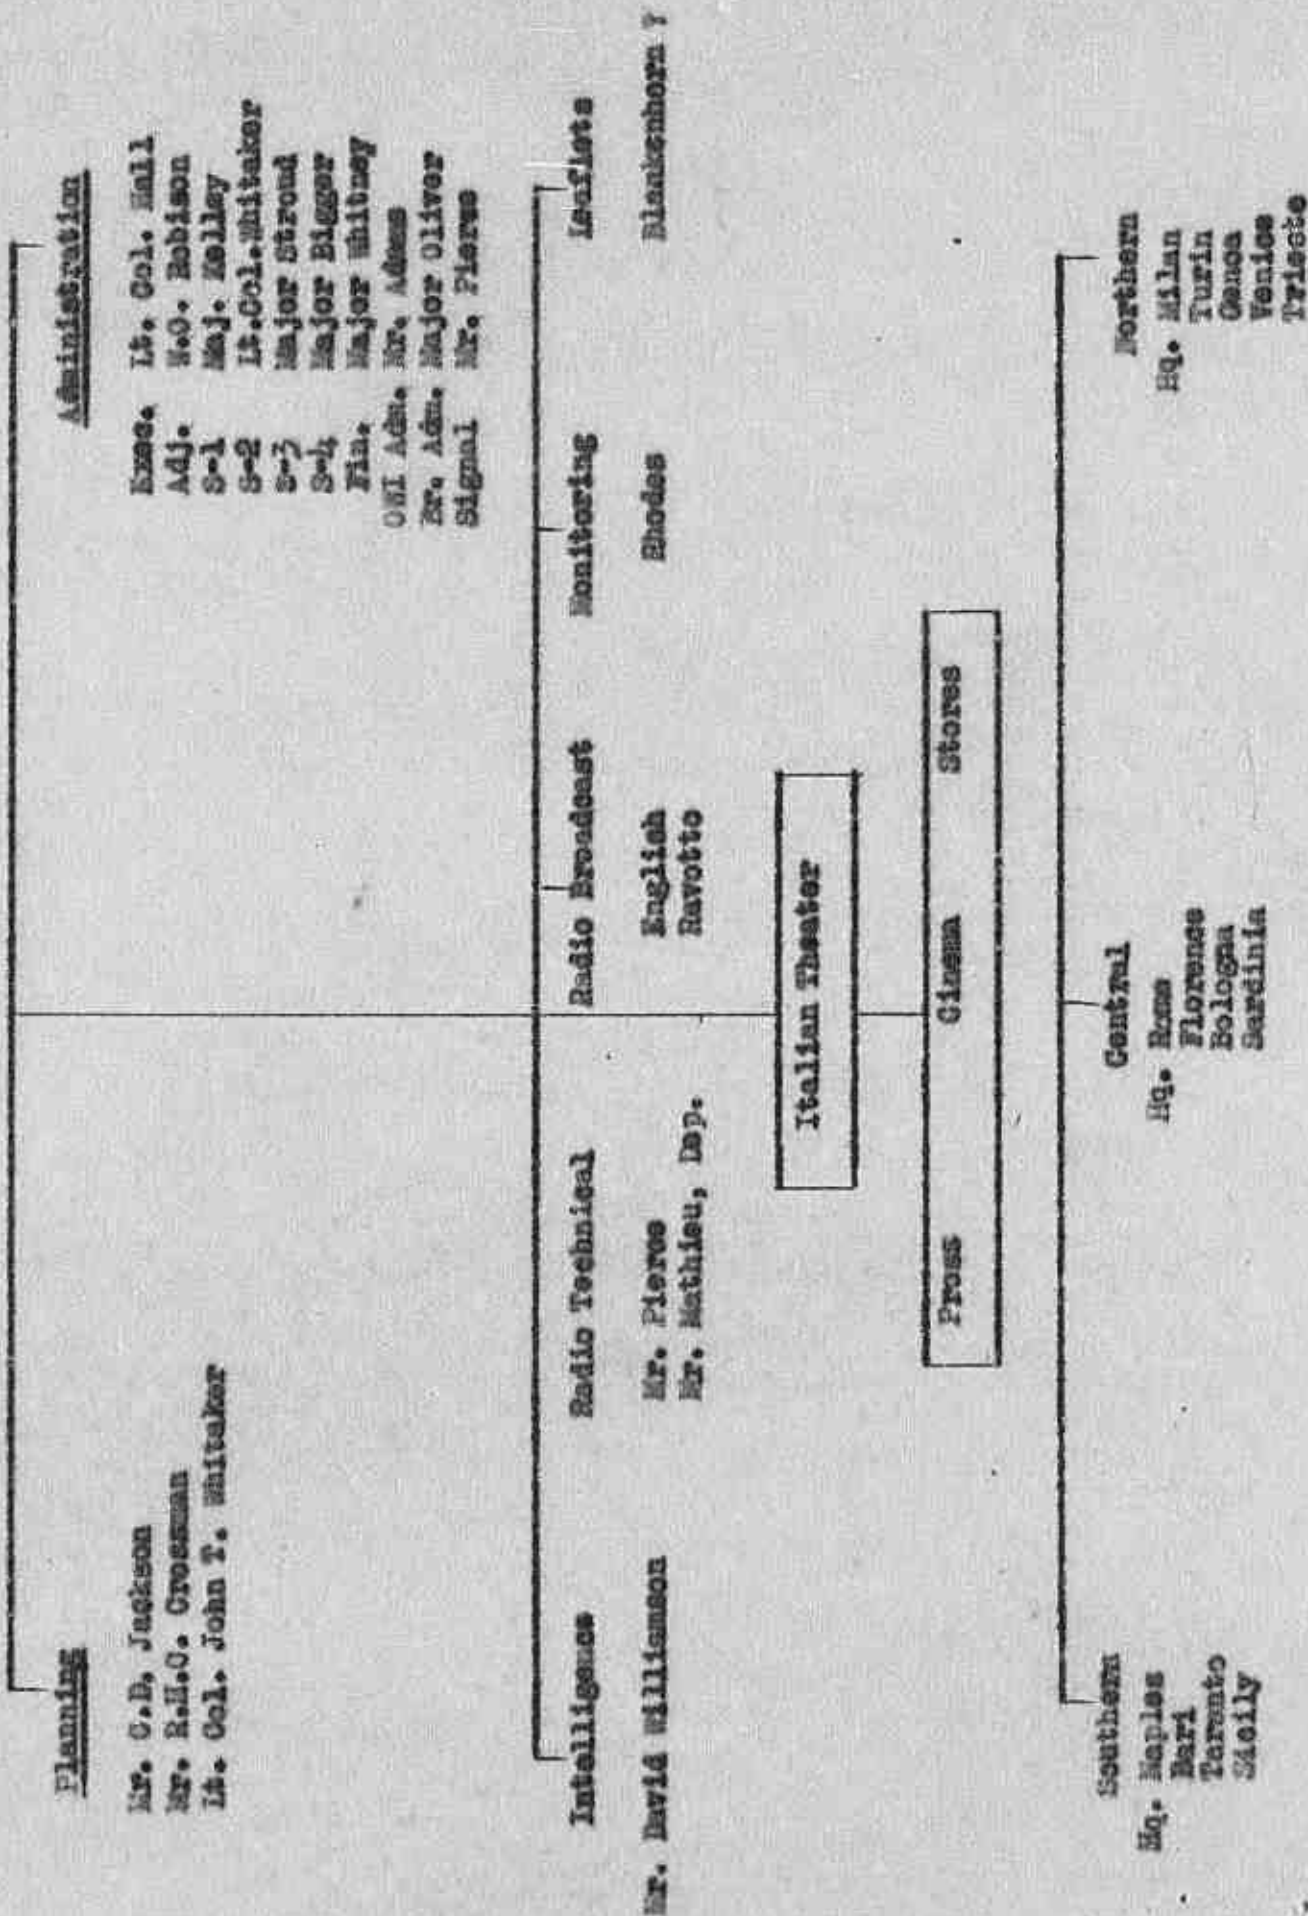 Planning
Mr. C.D. Jackson
Mr. R.H.C. Crossman
Lt. Col. John T. Whitaker
Administration
Exec. Lt. Col. Hall
Adj. W.O. Robison
S-1 Maj. Kelley
S-2 Lt.Col.Whitaker
S-3 Major Stroud
S-4 Major Bigger
Fin. Major Whitney
OWI Adm. Mr. Adams
Br. Adm. Major Oliver
Signal Mr. Pierce
Intelligence
Mr. David Williamson
Radio Technical
Mr. Pierce
Mr. Mathieu, Dep.
Radio Broadcast
English
Ravotto
Monitoring
Rhodes
Leaflets
Blankenhorn ?
Italian Theater
Press Cinema Stores
Southern
Hq. Naples
Bari
Taranto
Sicily
Central
Hq. Rome
Florence
Bologna
Sardinia
Northern
Hq. Milan
Turin
Genoa
Venice
Trieste